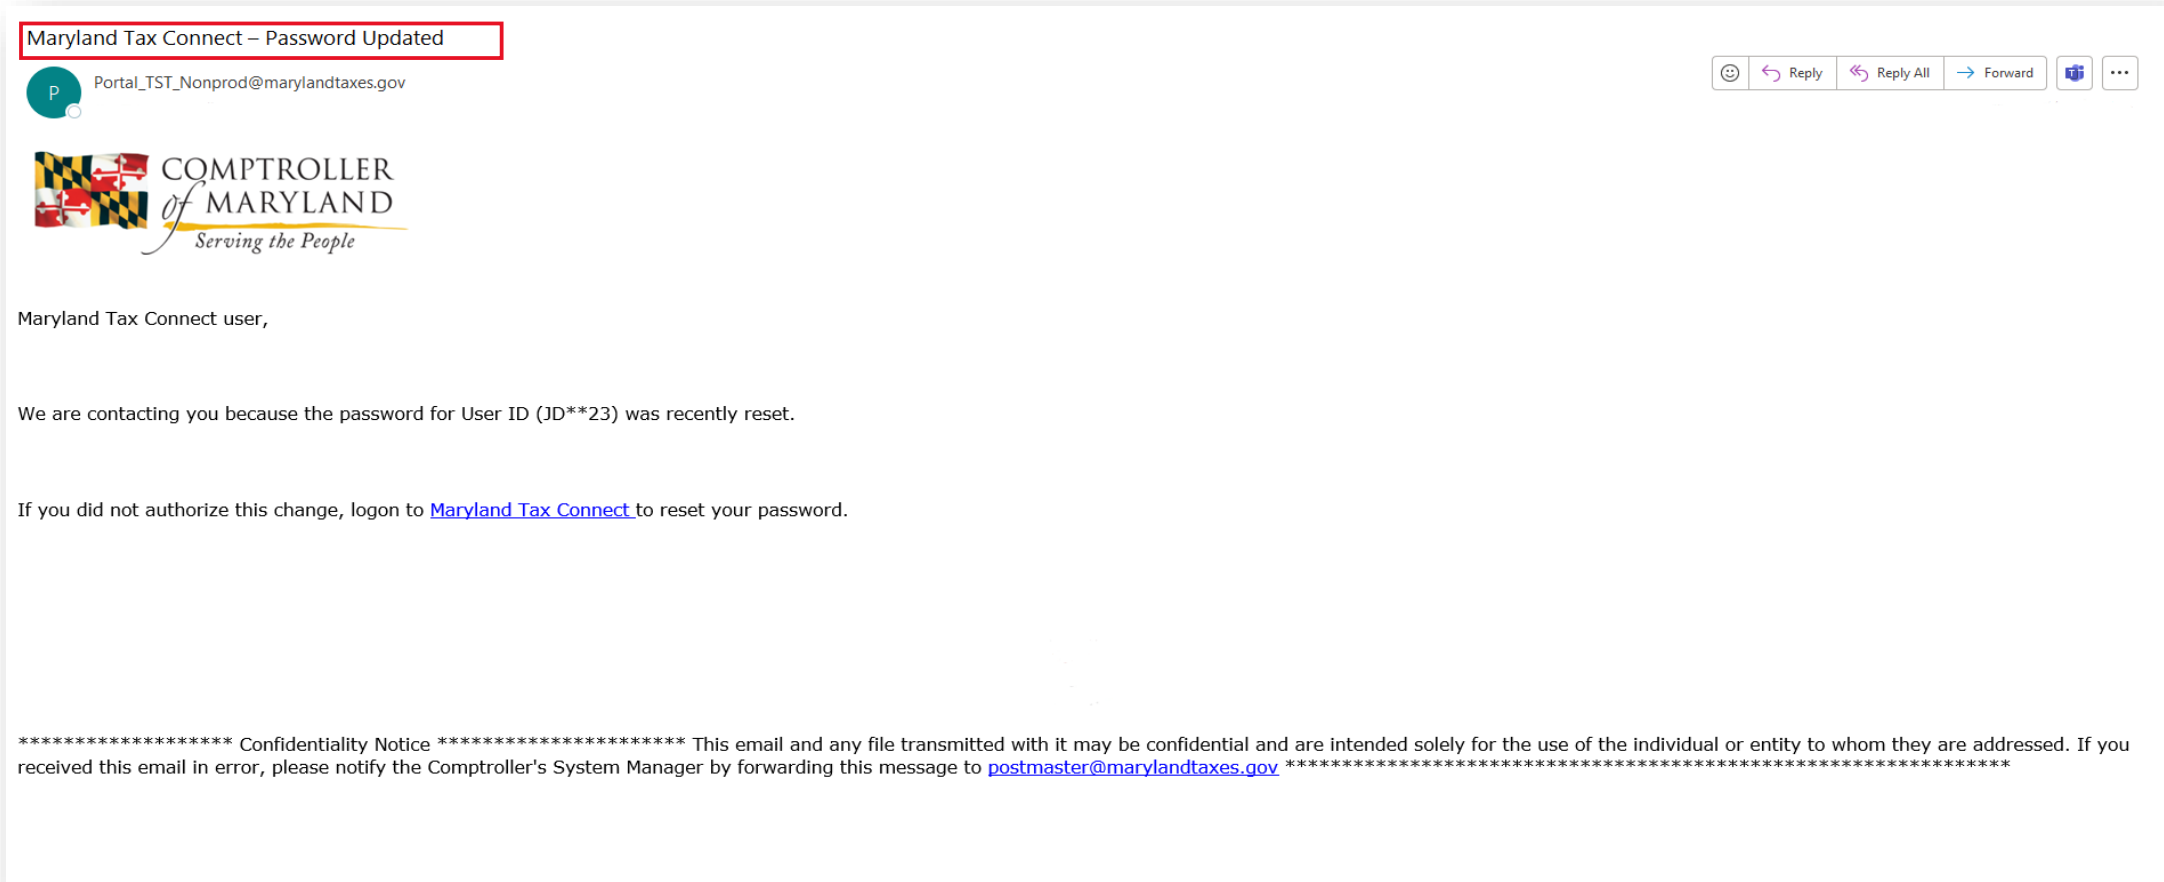 Maryland Tax Connect – Password Updated
P
Portal_TST_Nonprod@marylandtaxes.gov
Reply
Reply All
Forward
COMPTROLLER
of MARYLAND
Serving the People
Maryland Tax Connect user,
We are contacting you because the password for User ID (JD**23) was recently reset.
If you did not authorize this change, logon to Maryland Tax Connect to reset your password.
******************* Confidentiality Notice ********************** This email and any file transmitted with it may be confidential and are intended solely for the use of the individual or entity to whom they are addressed. If you
received this email in error, please notify the Comptroller's System Manager by forwarding this message to postmaster@marylandtaxes.gov ****************************************************************